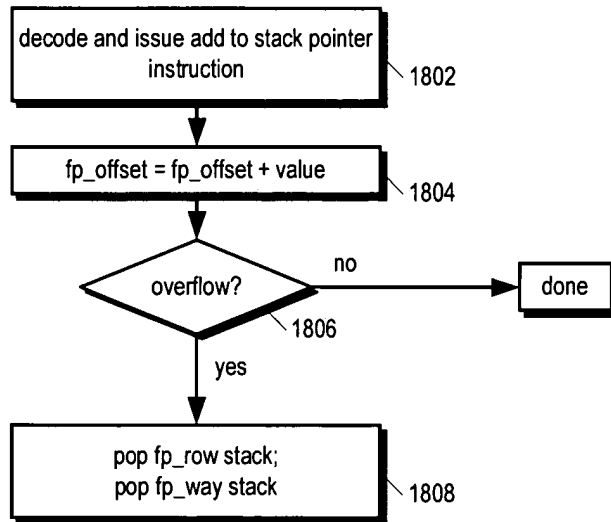 decode and issue add to stack pointer
instruction
1802
fp_offset = fp_offset + value
1804
overflow?
no
done
1806
yes
pop fp_row stack;
pop fp_way stack
1808